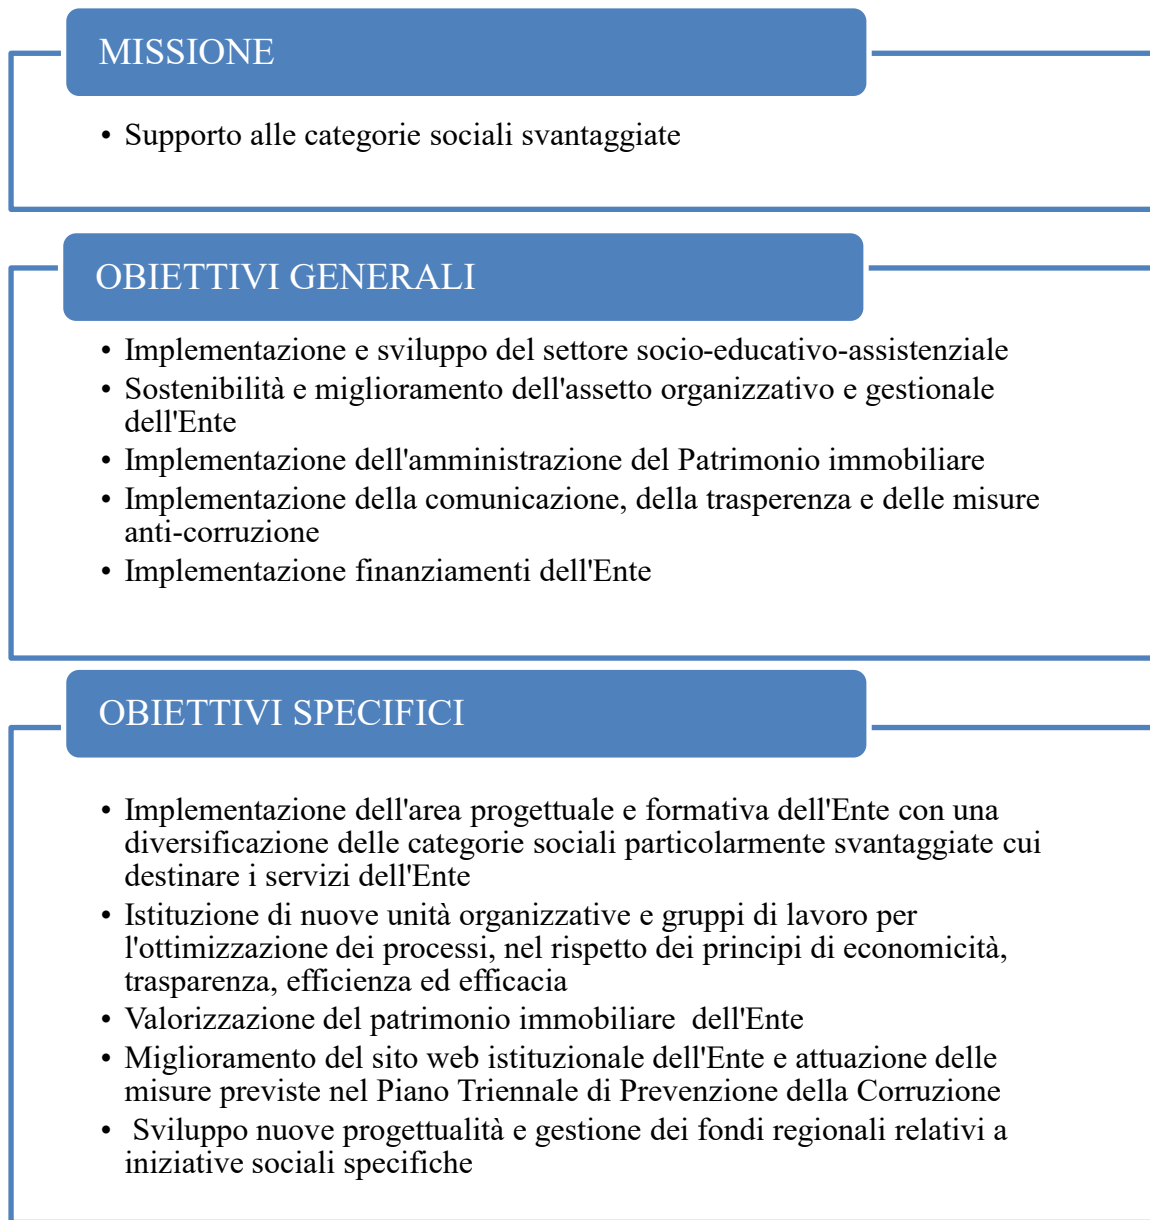 MISSIONE
• Supporto alle categorie sociali svantaggiate
OBIETTIVI GENERALI
• Implementazione e sviluppo del settore socio-educativo-assistenziale
• Sostenibilità e miglioramento dell'assetto organizzativo e gestionale
dell'Ente
• Implementazione dell'amministrazione del Patrimonio immobiliare
• Implementazione della comunicazione, della trasperenza e delle misure
anti-corruzione
• Implementazione finanziamenti dell'Ente
OBIETTIVI SPECIFICI
• Implementazione dell'area progettuale e formativa dell'Ente con una
diversificazione delle categorie sociali particolarmente svantaggiate cui
destinare i servizi dell'Ente
• Istituzione di nuove unità organizzative e gruppi di lavoro per
l'ottimizzazione dei processi, nel rispetto dei principi di economicità,
trasparenza, efficienza ed efficacia
• Valorizzazione del patrimonio immobiliare  dell'Ente
• Miglioramento del sito web istituzionale dell'Ente e attuazione delle
misure previste nel Piano Triennale di Prevenzione della Corruzione
•  Sviluppo nuove progettualità e gestione dei fondi regionali relativi a
iniziative sociali specifiche